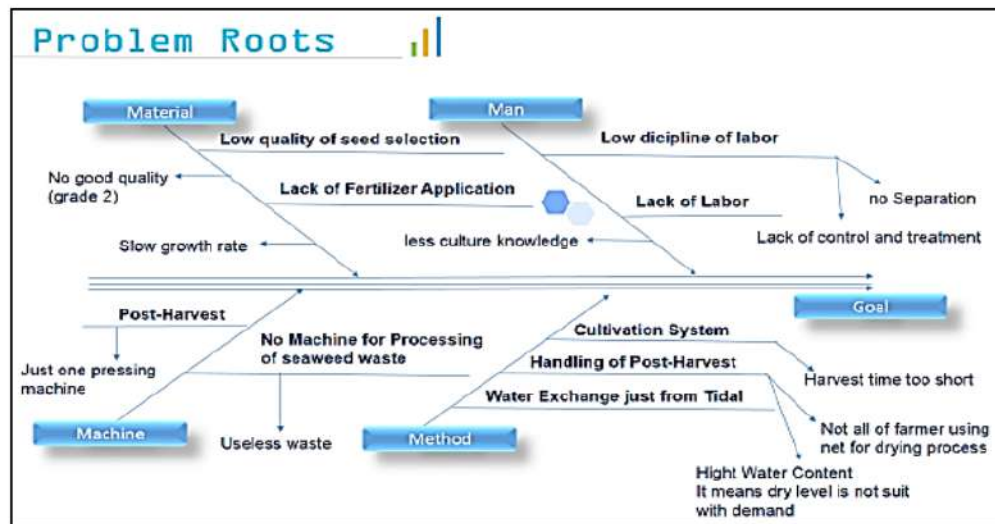 Problem Roots
Material
Man
Low quality of seed selection
Low dicipline of labor
No good quality
(grade 2)
Lack of Fertilizer Application
no Separation
Lack of Labor
Slow growth rate
less culture knowledge
Lack of control and treatment
Goal
Post-Harvest
No Machine for Processing
of seaweed waste
Cultivation System
Just one pressing
machine
Handling of Post-Harvest
Harvest time too short
Water Exchange just from Tidal
Machine
Useless waste
Method
Not all of farmer using
net for drying process
Hight Water Content
It means dry level is not suit
with demand